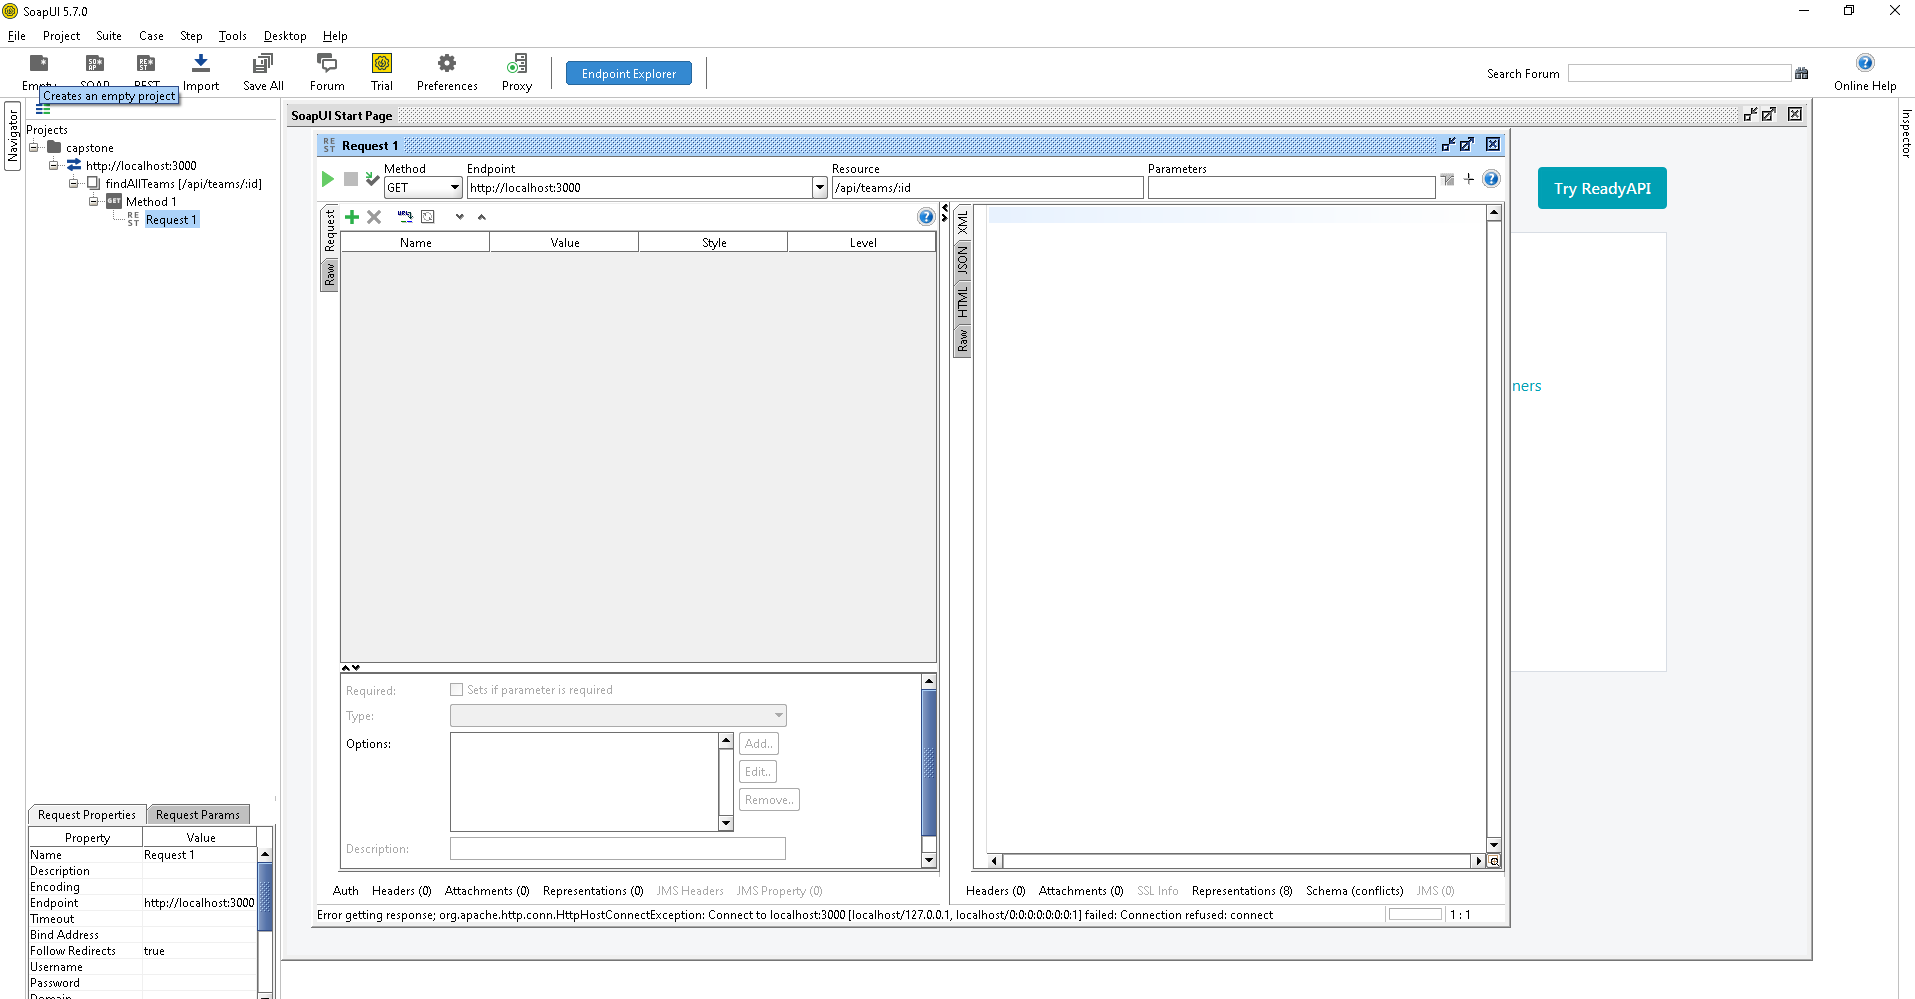 SoapUI 5.7.0
File Project Suite Case Step Tools Desktop Help
Empty SOAP REST Import Save All Forum Trial Preferences Proxy Endpoint Explorer Search Forum Online Help
Creates an empty project
Navigator
Projects
capstone
http://localhost:3000
findAllTeams [/api/teams/:id]
GET Method 1
REST Request 1
SoapUI Start Page
REST Request 1
Method Endpoint Resource Parameters
GET http://localhost:3000 /api/teams/:id
Request
Raw
Name Value Style Level
XML
JSON
HTML
Raw
Required: Sets if parameter is required
Type:
Options:
Add..
Edit..
Remove..
Description:
Auth Headers (0) Attachments (0) Representations (0) JMS Headers JMS Property (0)
Headers (0) Attachments (0) SSL Info Representations (8) Schema (conflicts) JMS (0)
Error getting response; org.apache.http.conn.HttpHostConnectException: Connect to localhost:3000 [localhost/127.0.0.1, localhost/0:0:0:0:0:0:0:1] failed: Connection refused: connect
1 : 1
Try ReadyAPI
ners
Inspector
Request Properties Request Params
Property Value
Name Request 1
Description
Encoding
Endpoint http://localhost:3000
Timeout
Bind Address
Follow Redirects true
Username
Password
Domain